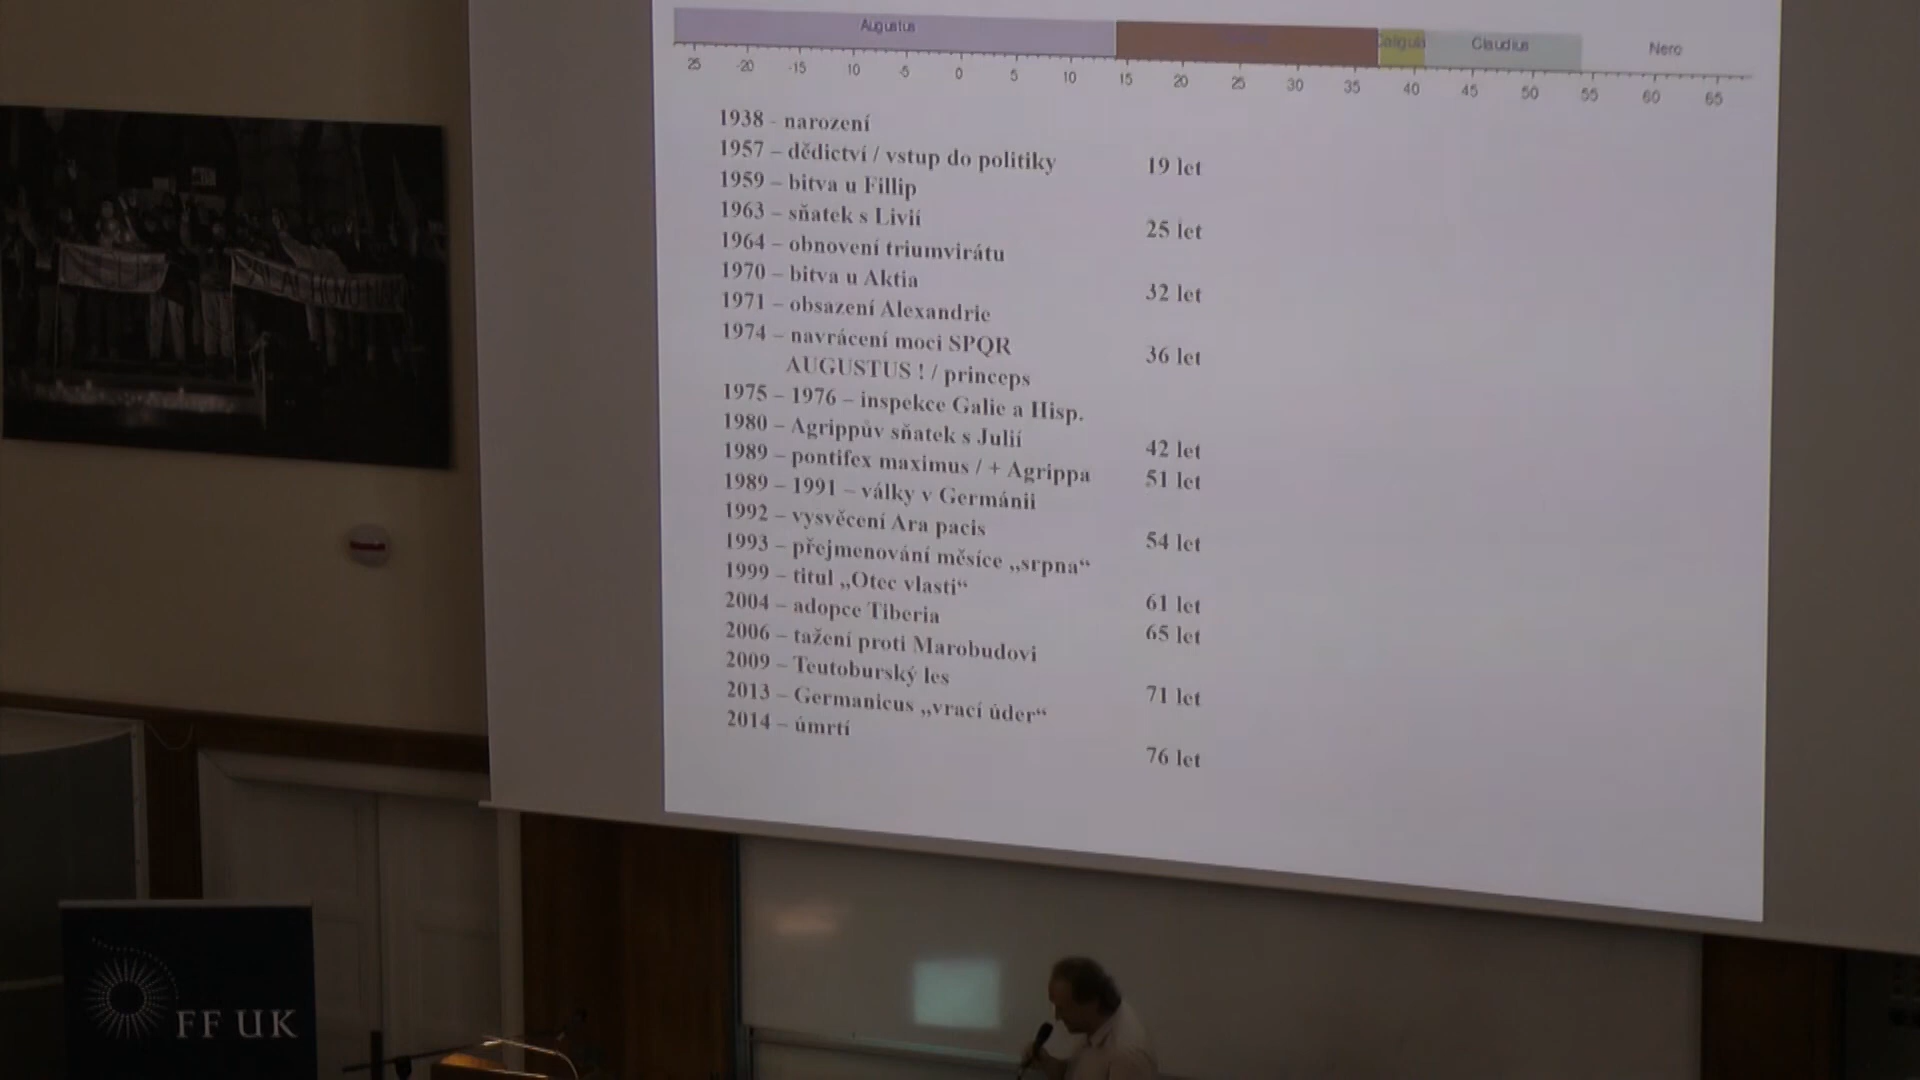 Augustus
Caligula
Claudius
Nero
25 -20 -15 10 -5 0 5 10 15 20 25 30 35 40 45 50 55 60 65
1938 - narození
1957 – dědictví / vstup do politiky 19 let
1959 – bitva u Fillip
1963 – sňatek s Livií 25 let
1964 – obnovení triumvirátu
1970 – bitva u Aktia 32 let
1971 – obsazení Alexandrie
1974 – navrácení moci SPQR 36 let
AUGUSTUS ! / princeps
1975 – 1976 – inspekce Galie a Hisp.
1980 – Agrippův sňatek s Julií 42 let
1989 – pontifex maximus / + Agrippa 51 let
1989 – 1991 – války v Germánii
1992 – vysvěcení Ara pacis 54 let
1993 – přejmenování měsíce „srpna“
1999 – titul „Otec vlasti“ 61 let
2004 – adopce Tiberia 65 let
2006 – tažení proti Marobudovi
2009 – Teutoburský les 71 let
2013 – Germanicus „vrací úder“
2014 – úmrtí 76 let
FF UK